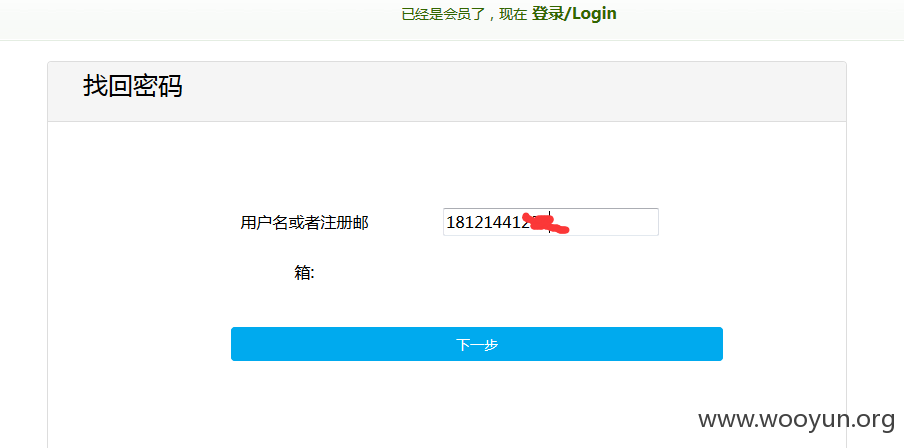 已经是会员了，现在 登录/Login
找回密码
用户名或者注册邮
箱:
181214412
下一步
www.wooyun.org